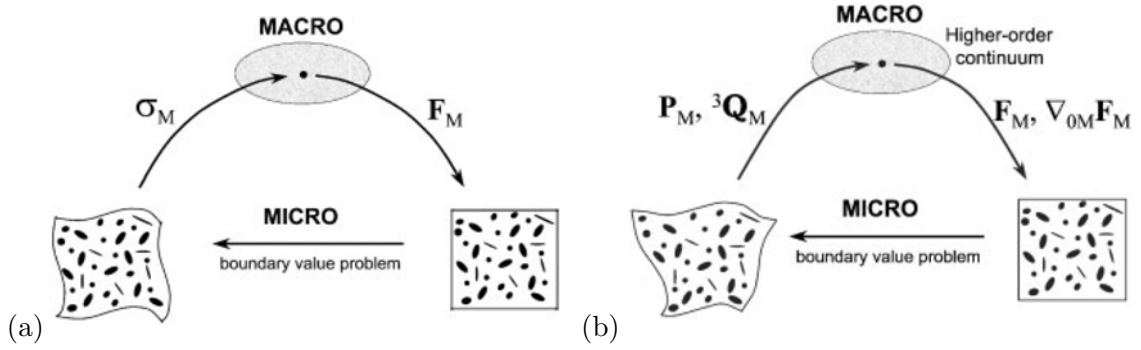 MACRO
σM
FM
MICRO
boundary value problem
(a)
MACRO
Higher-order
continuum
PM, ³QM
FM, ∇0MFM
MICRO
boundary value problem
(b)